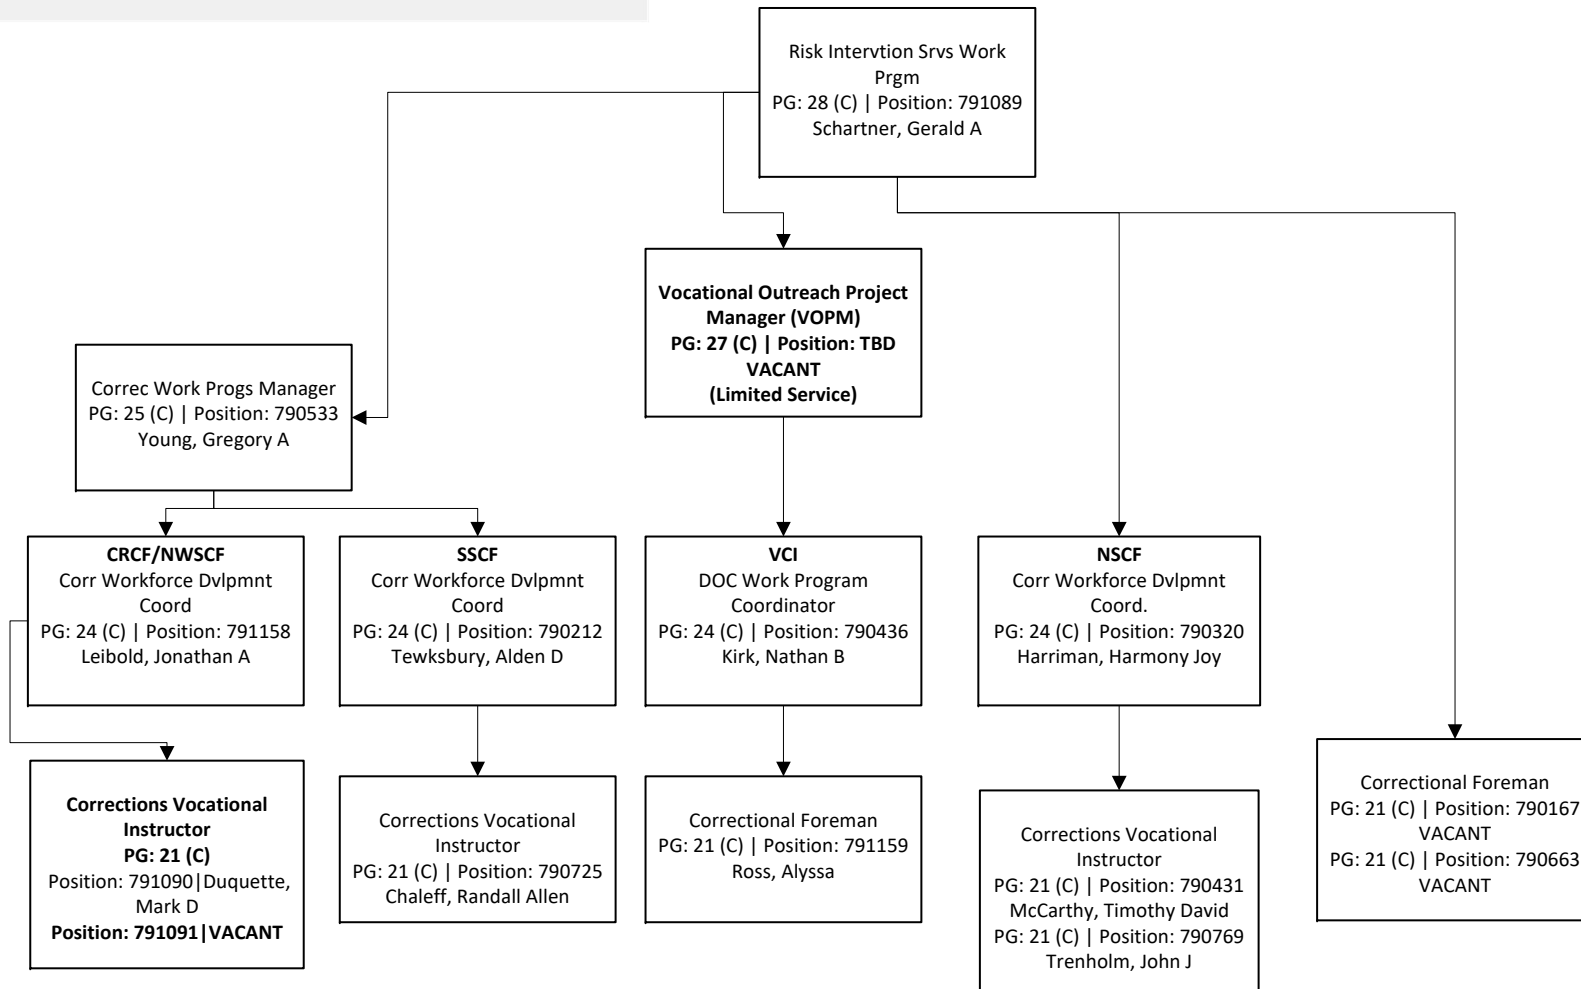 Risk Intervtion Srvs Work
Prgm
PG: 28 (C) | Position: 791089
Schartner, Gerald A
Vocational Outreach Project
Manager (VOPM)
PG: 27 (C) | Position: TBD
VACANT
(Limited Service)
Correc Work Progs Manager
PG: 25 (C) | Position: 790533
Young, Gregory A
CRCF/NWSCF
Corr Workforce Dvlpmnt
Coord
PG: 24 (C) | Position: 791158
Leibold, Jonathan A
SSCF
Corr Workforce Dvlpmnt
Coord
PG: 24 (C) | Position: 790212
Tewksbury, Alden D
VCI
DOC Work Program
Coordinator
PG: 24 (C) | Position: 790436
Kirk, Nathan B
NSCF
Corr Workforce Dvlpmnt
Coord.
PG: 24 (C) | Position: 790320
Harriman, Harmony Joy
Corrections Vocational
Instructor
PG: 21 (C)
Position: 791090|Duquette,
Mark D
Position: 791091|VACANT
Corrections Vocational
Instructor
PG: 21 (C) | Position: 790725
Chaleff, Randall Allen
Correctional Foreman
PG: 21 (C) | Position: 791159
Ross, Alyssa
Corrections Vocational
Instructor
PG: 21 (C) | Position: 790431
McCarthy, Timothy David
PG: 21 (C) | Position: 790769
Trenholm, John J
Correctional Foreman
PG: 21 (C) | Position: 790167
VACANT
PG: 21 (C) | Position: 790663
VACANT